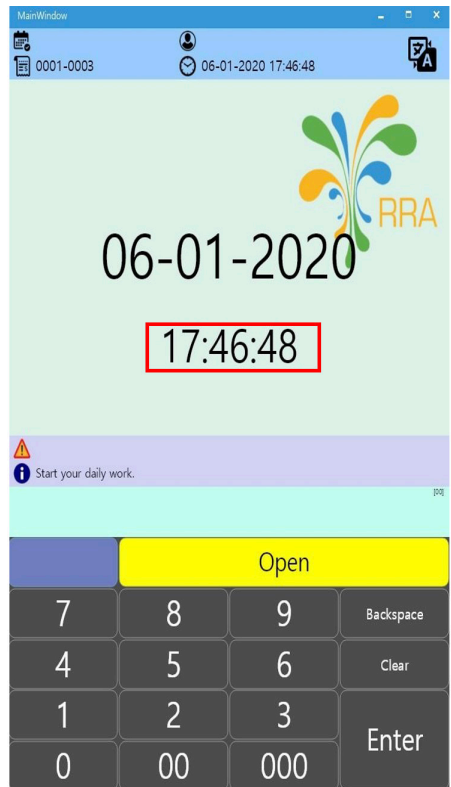 MainWindow
0001-0003 06-01-2020 17:46:48
RRA
06-01-2020
17:46:48
Start your daily work.
Open
7 8 9 Backspace
4 5 6 Clear
1 2 3
Enter
0 00 000